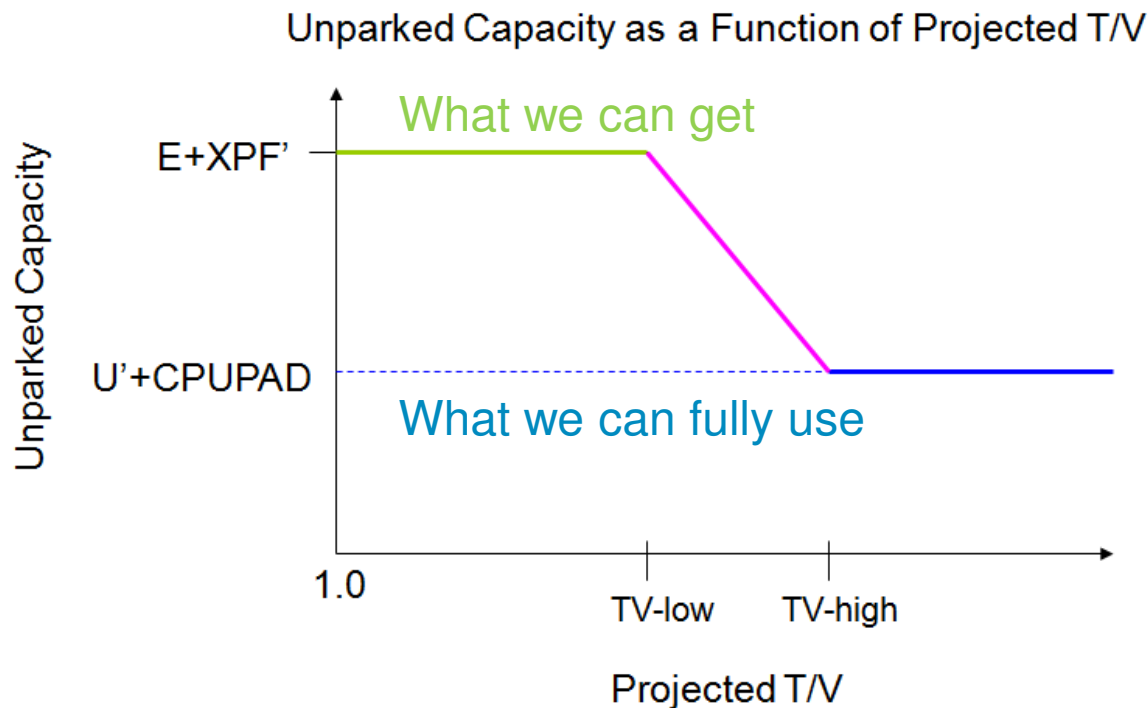 Unparked Capacity as a Function of Projected T/V
What we can get
E+XPF’
Unparked Capacity
U’+CPUPAD
What we can fully use
1.0
TV-low
TV-high
Projected T/V